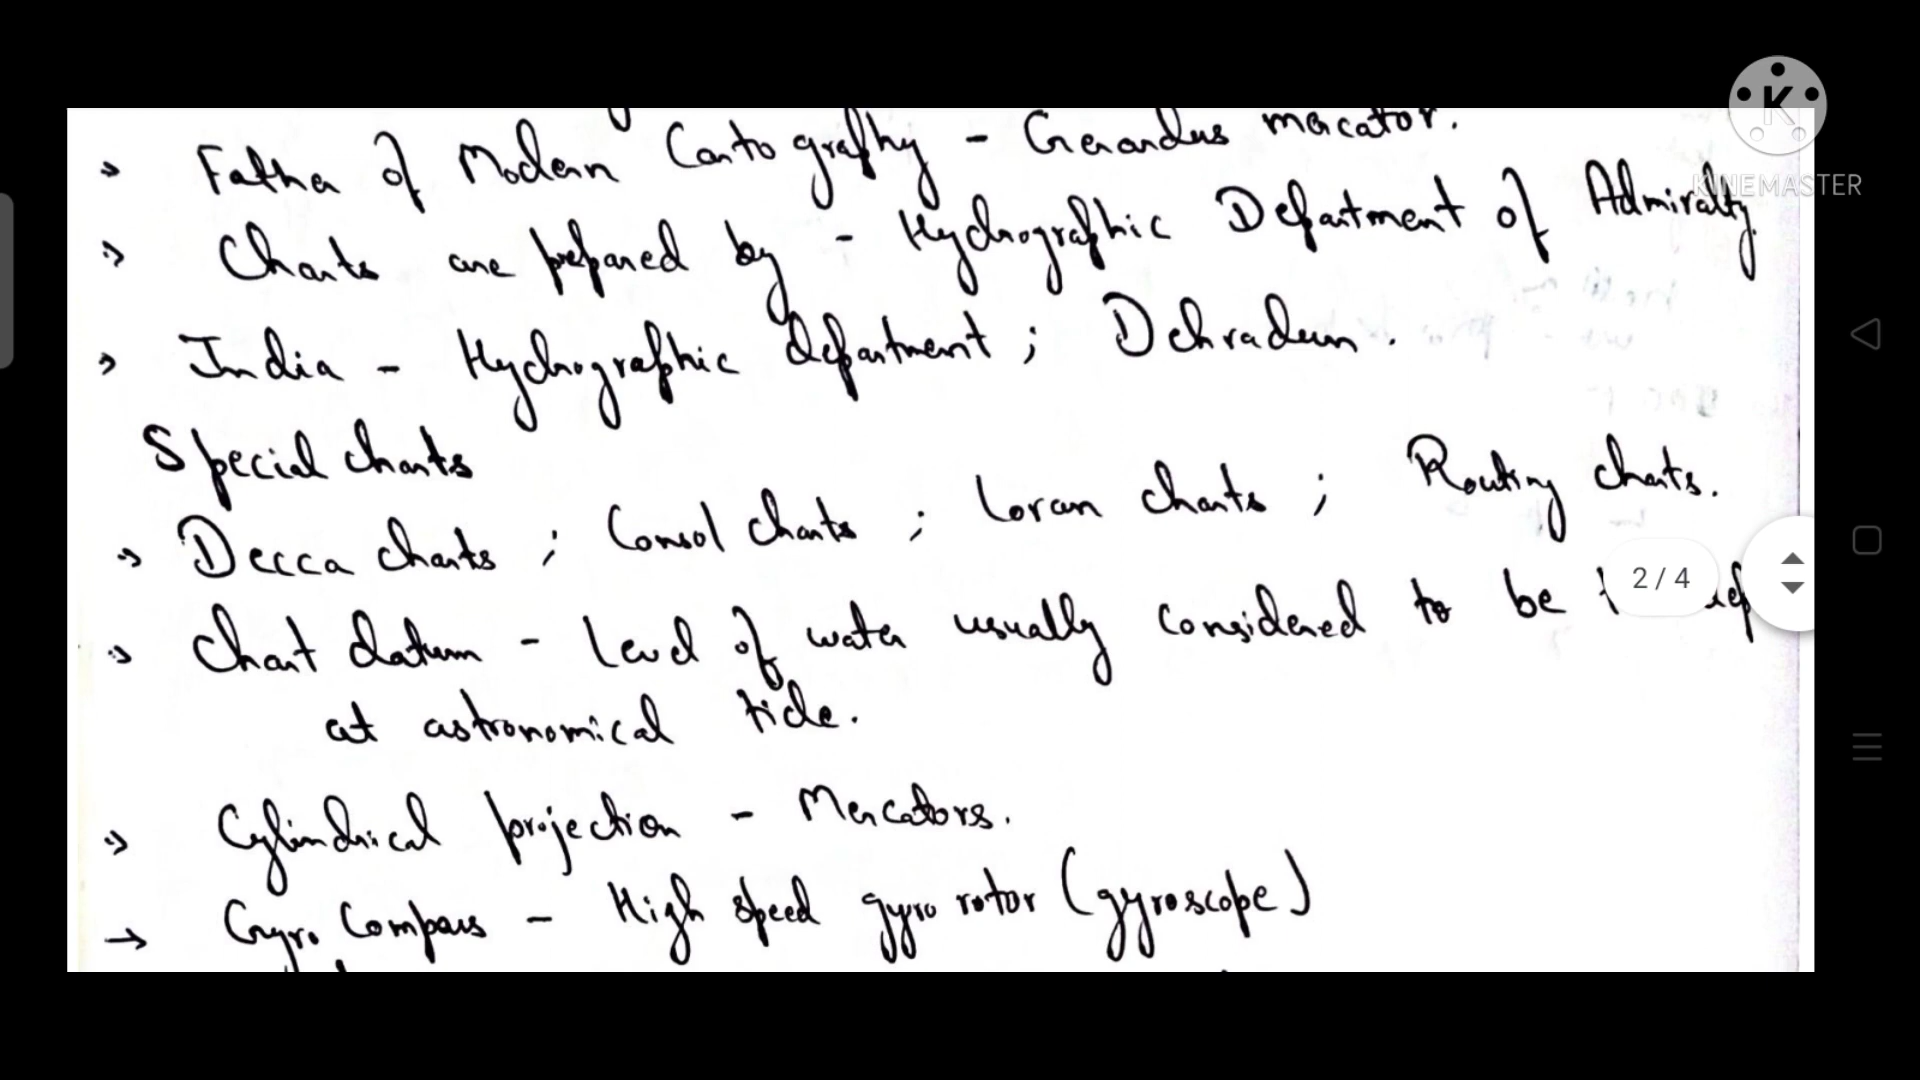 Father of Modern Cartography - Gerardus mercator.
Charts are prepared by - Hydrographic Department of Admiralty
India - Hydrographic department ; Dehradun.
Special charts
Decca charts ; Consol charts ; Loran charts ; Routing charts.
Chart datum - level of water usually considered to be
at astronomical tide.
Cylindrical projection - Mercators.
→ Gyro Compass - High speed gyro rotor (gyroscope)
K
KINEMASTER
2 / 4